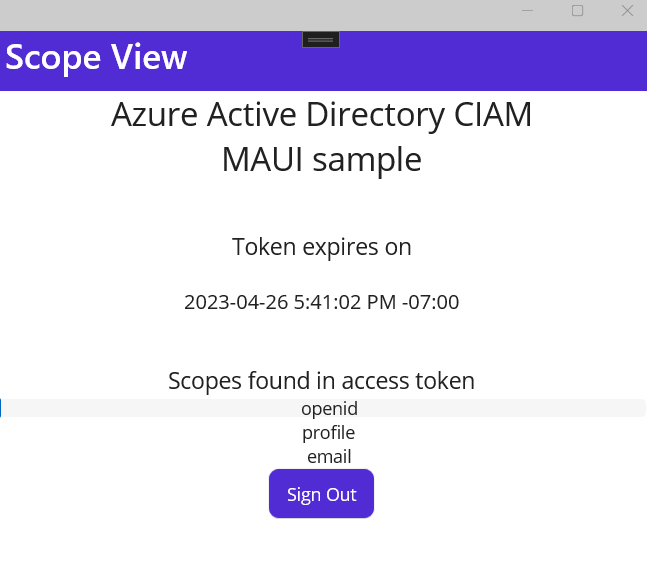 Scope View
Azure Active Directory CIAM
MAUI sample
Token expires on
2023-04-26 5:41:02 PM -07:00
Scopes found in access token
openid
profile
email
Sign Out